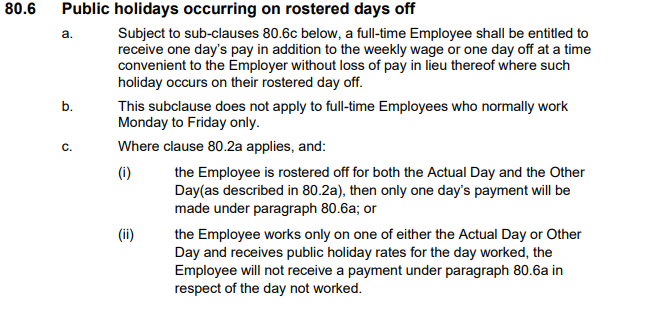 80.6 Public holidays occurring on rostered days off
a. Subject to sub-clauses 80.6c below, a full-time Employee shall be entitled to
receive one day's pay in addition to the weekly wage or one day off at a time
convenient to the Employer without loss of pay in lieu thereof where such
holiday occurs on their rostered day off.
b. This subclause does not apply to full-time Employees who normally work
Monday to Friday only.
c. Where clause 80.2a applies, and:
(i) the Employee is rostered off for both the Actual Day and the Other
Day(as described in 80.2a), then only one day's payment will be
made under paragraph 80.6a; or
(ii) the Employee works only on one of either the Actual Day or Other
Day and receives public holiday rates for the day worked, the
Employee will not receive a payment under paragraph 80.6a in
respect of the day not worked.